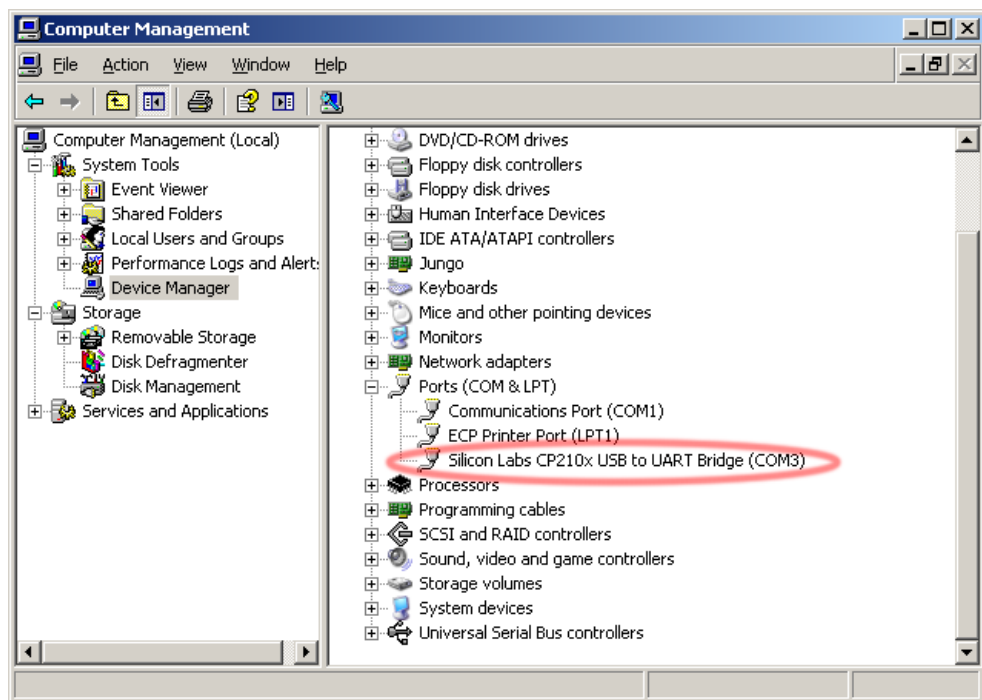 Computer Management
File Action View Window Help
Computer Management (Local)
System Tools
Event Viewer
Shared Folders
Local Users and Groups
Performance Logs and Alert
Device Manager
Storage
Removable Storage
Disk Defragmenter
Disk Management
Services and Applications
DVD/CD-ROM drives
Floppy disk controllers
Floppy disk drives
Human Interface Devices
IDE ATA/ATAPI controllers
Jungo
Keyboards
Mice and other pointing devices
Monitors
Network adapters
Ports (COM & LPT)
Communications Port (COM1)
ECP Printer Port (LPT1)
Silicon Labs CP210x USB to UART Bridge (COM3)
Processors
Programming cables
SCSI and RAID controllers
Sound, video and game controllers
Storage volumes
System devices
Universal Serial Bus controllers